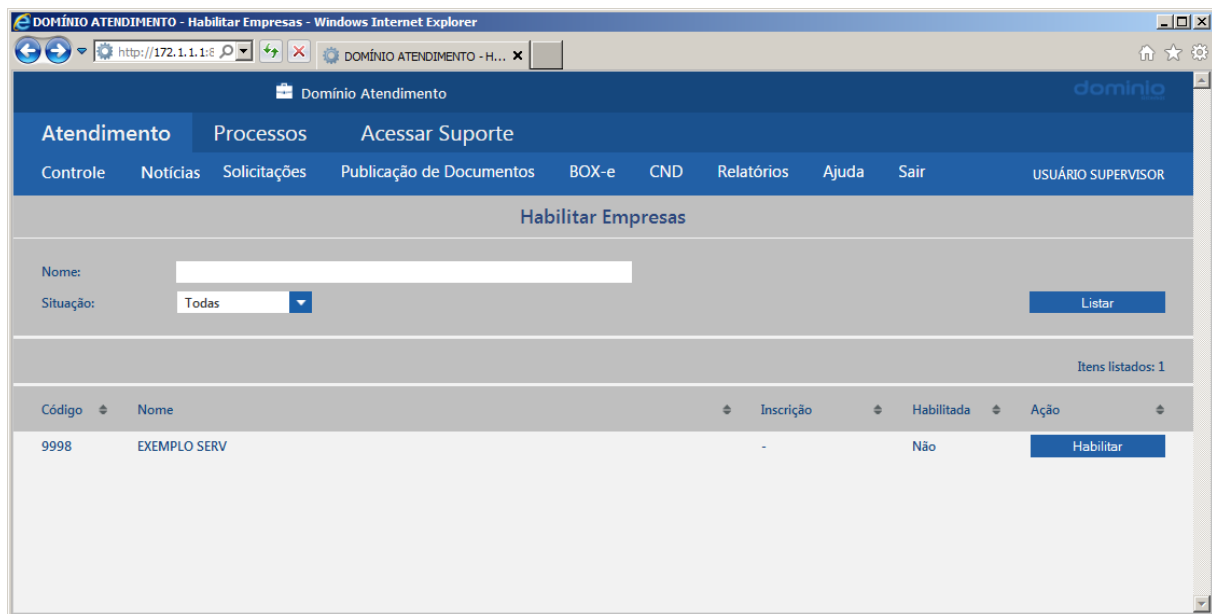 DOMÍNIO ATENDIMENTO - Habilitar Empresas - Windows Internet Explorer
http://172.1.1.1:8
DOMÍNIO ATENDIMENTO - H...
Domínio Atendimento
dominio
Atendimento Processos Acessar Suporte
Controle Notícias Solicitações Publicação de Documentos BOX-e CND Relatórios Ajuda Sair USUÁRIO SUPERVISOR
Habilitar Empresas
Nome:
Situação: Todas Listar
Itens listados: 1
Código Nome Inscrição Habilitada Ação
9998 EXEMPLO SERV - Não Habilitar